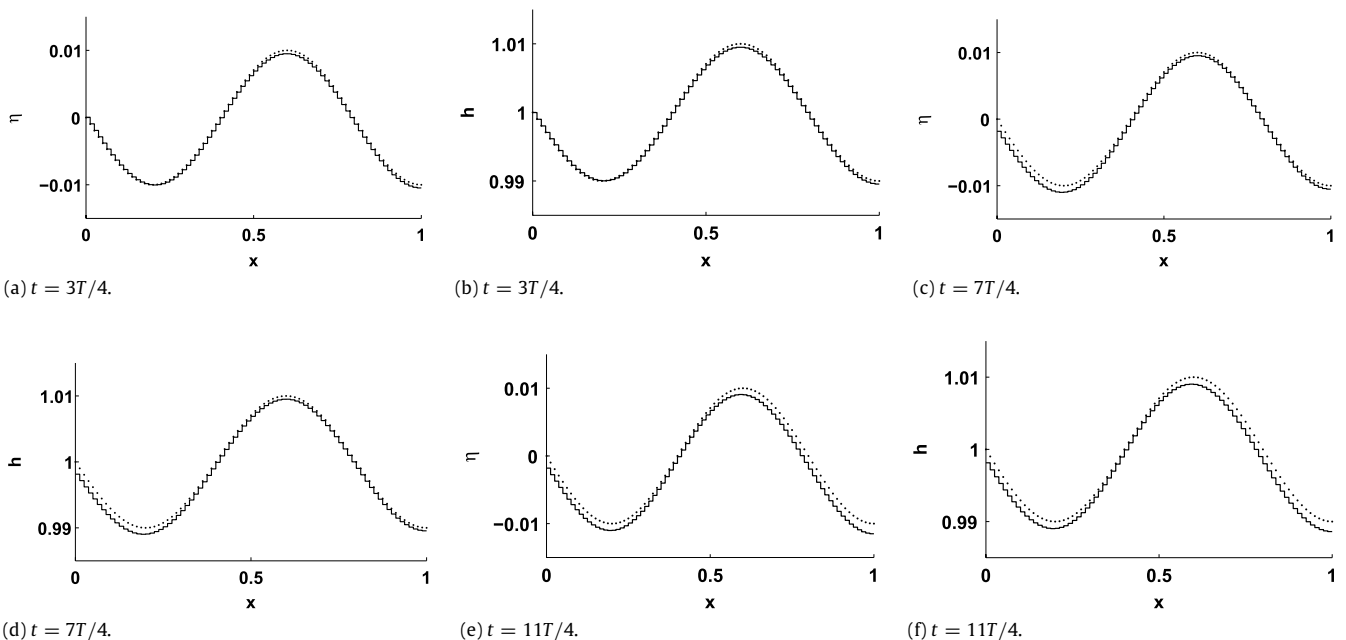 0.01
0
−0.01
η
0
0.5
1
x
(a) t = 3T/4.
1.01
1
0.99
h
0
0.5
1
x
(b) t = 3T/4.
0.01
0
−0.01
η
0
0.5
1
x
(c) t = 7T/4.
1.01
1
0.99
h
0
0.5
1
x
(d) t = 7T/4.
0.01
0
−0.01
η
0
0.5
1
x
(e) t = 11T/4.
1.01
1
0.99
h
0
0.5
1
x
(f) t = 11T/4.